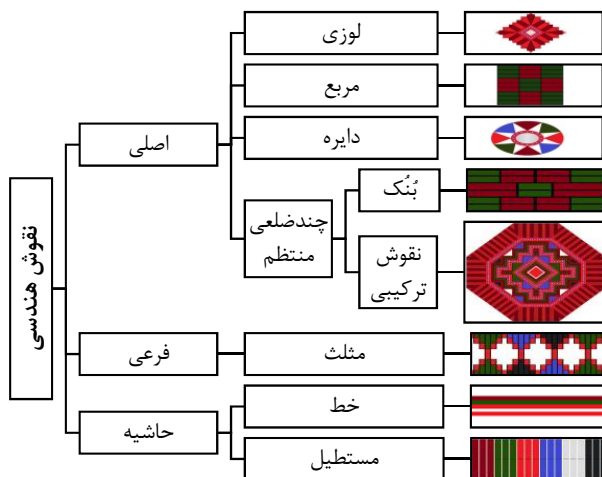 نقوش هندسی
اصلی
لوزی
مربع
دایره
چندضلعی
منتظم
بُنُک
نقوش
ترکیبی
فرعی
مثلث
حاشیه
خط
مستطیل